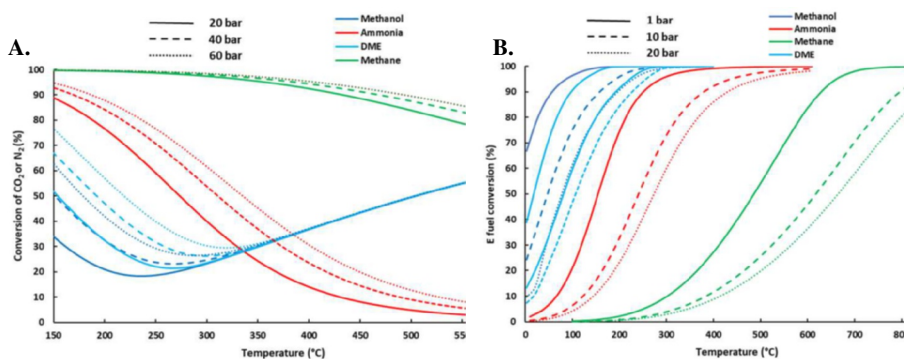 A.
20 bar
40 bar
60 bar
Methanol
Ammonia
DME
Methane
Conversion of CO₂ or N₂ (%)
100
90
80
70
60
50
40
30
20
10
0
150 200 250 300 350 400 450 500 550
Temperature (°C)
B.
1 bar
10 bar
20 bar
Methanol
Ammonia
Methane
DME
E fuel conversion (%)
100
90
80
70
60
50
40
30
20
10
0
0 100 200 300 400 500 600 700 800
Temperature (°C)